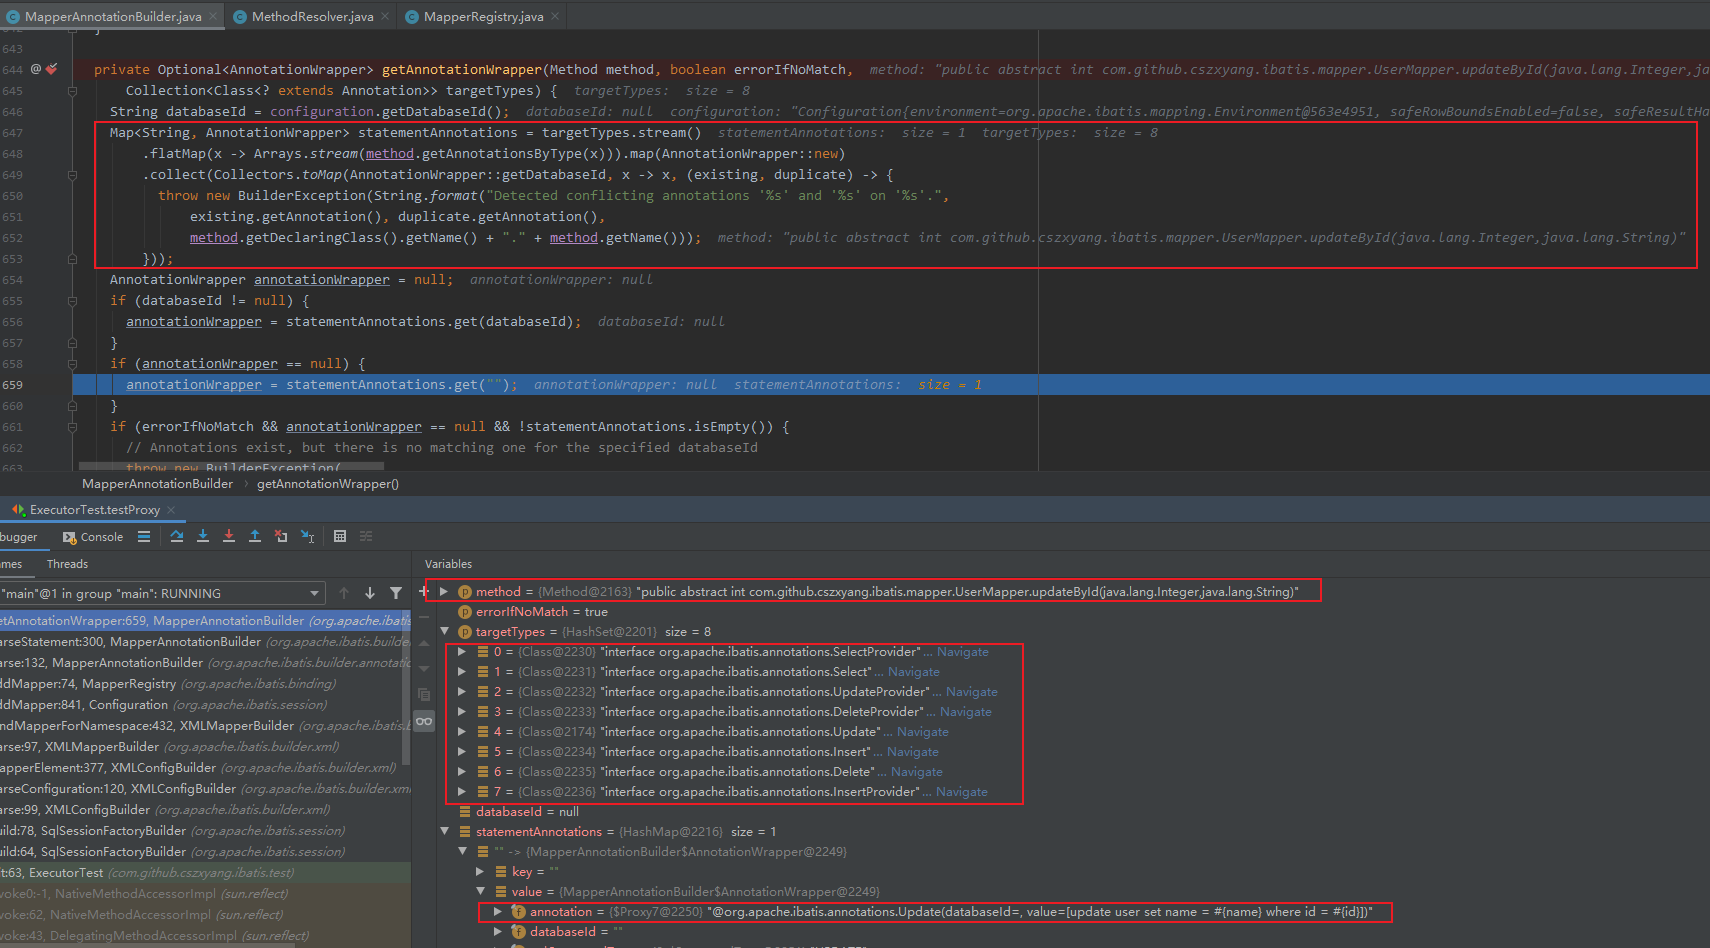 MapperAnnotationBuilder.java MethodResolver.java MapperRegistry.java
642 }
643
644 @ private Optional<AnnotationWrapper> getAnnotationWrapper(Method method, boolean errorIfNoMatch, method: "public abstract int com.github.cszxyang.ibatis.mapper.UserMapper.updateById(java.lang.Integer,ja
645 Collection<Class<? extends Annotation>> targetTypes) { targetTypes: size = 8
646 String databaseId = configuration.getDatabaseId(); databaseId: null configuration: "Configuration{environment=org.apache.ibatis.mapping.Environment@563e4951, safeRowBoundsEnabled=false, safeResultHa
647 Map<String, AnnotationWrapper> statementAnnotations = targetTypes.stream() statementAnnotations: size = 1 targetTypes: size = 8
648 .flatMap(x -> Arrays.stream(method.getAnnotationsByType(x))).map(AnnotationWrapper::new)
649 .collect(Collectors.toMap(AnnotationWrapper::getDatabaseId, x -> x, (existing, duplicate) -> {
650 throw new BuilderException(String.format("Detected conflicting annotations '%s' and '%s' on '%s'.",
651 existing.getAnnotation(), duplicate.getAnnotation(),
652 method.getDeclaringClass().getName() + "." + method.getName())); method: "public abstract int com.github.cszxyang.ibatis.mapper.UserMapper.updateById(java.lang.Integer,java.lang.String)"
653 }));
654 AnnotationWrapper annotationWrapper = null; annotationWrapper: null
655 if (databaseId != null) {
656 annotationWrapper = statementAnnotations.get(databaseId); databaseId: null
657 }
658 if (annotationWrapper == null) {
659 annotationWrapper = statementAnnotations.get(""); annotationWrapper: null statementAnnotations: size = 1
660 }
661 if (errorIfNoMatch && annotationWrapper == null && !statementAnnotations.isEmpty()) {
662 // Annotations exist, but there is no matching one for the specified databaseId
663 throw new BuilderException(
MapperAnnotationBuilder › getAnnotationWrapper()
ExecutorTest.testProxy
bugger Console
mes Threads
"main"@1 in group "main": RUNNING
etAnnotationWrapper:659, MapperAnnotationBuilder (org.apache.ibatis
arseStatement:300, MapperAnnotationBuilder (org.apache.ibatis.builde
arse:132, MapperAnnotationBuilder (org.apache.ibatis.builder.annotatio
ddMapper:74, MapperRegistry (org.apache.ibatis.binding)
ddMapper:841, Configuration (org.apache.ibatis.session)
ndMapperForNamespace:432, XMLMapperBuilder (org.apache.ibatis.b
arse:97, XMLMapperBuilder (org.apache.ibatis.builder.xml)
apperElement:377, XMLConfigBuilder (org.apache.ibatis.builder.xml)
arseConfiguration:120, XMLConfigBuilder (org.apache.ibatis.builder.xm
arse:99, XMLConfigBuilder (org.apache.ibatis.builder.xml)
uild:78, SqlSessionFactoryBuilder (org.apache.ibatis.session)
uild:64, SqlSessionFactoryBuilder (org.apache.ibatis.session)
it:63, ExecutorTest (com.github.cszxyang.ibatis.test)
voke0:-1, NativeMethodAccessorImpl (sun.reflect)
voke:62, NativeMethodAccessorImpl (sun.reflect)
voke:43, DelegatingMethodAccessorImpl (sun.reflect)
Variables
method = {Method@2163} "public abstract int com.github.cszxyang.ibatis.mapper.UserMapper.updateById(java.lang.Integer,java.lang.String)"
errorIfNoMatch = true
targetTypes = {HashSet@2201} size = 8
0 = {Class@2230} "interface org.apache.ibatis.annotations.SelectProvider"... Navigate
1 = {Class@2231} "interface org.apache.ibatis.annotations.Select"... Navigate
2 = {Class@2232} "interface org.apache.ibatis.annotations.UpdateProvider"... Navigate
3 = {Class@2233} "interface org.apache.ibatis.annotations.DeleteProvider"... Navigate
4 = {Class@2174} "interface org.apache.ibatis.annotations.Update"... Navigate
5 = {Class@2234} "interface org.apache.ibatis.annotations.Insert"... Navigate
6 = {Class@2235} "interface org.apache.ibatis.annotations.Delete"... Navigate
7 = {Class@2236} "interface org.apache.ibatis.annotations.InsertProvider"... Navigate
databaseId = null
statementAnnotations = {HashMap@2216} size = 1
"" -> {MapperAnnotationBuilder$AnnotationWrapper@2249}
key = ""
value = {MapperAnnotationBuilder$AnnotationWrapper@2249}
annotation = {$Proxy7@2250} "@org.apache.ibatis.annotations.Update(databaseId=, value=[update user set name = #{name} where id = #{id}])"
databaseId = ""